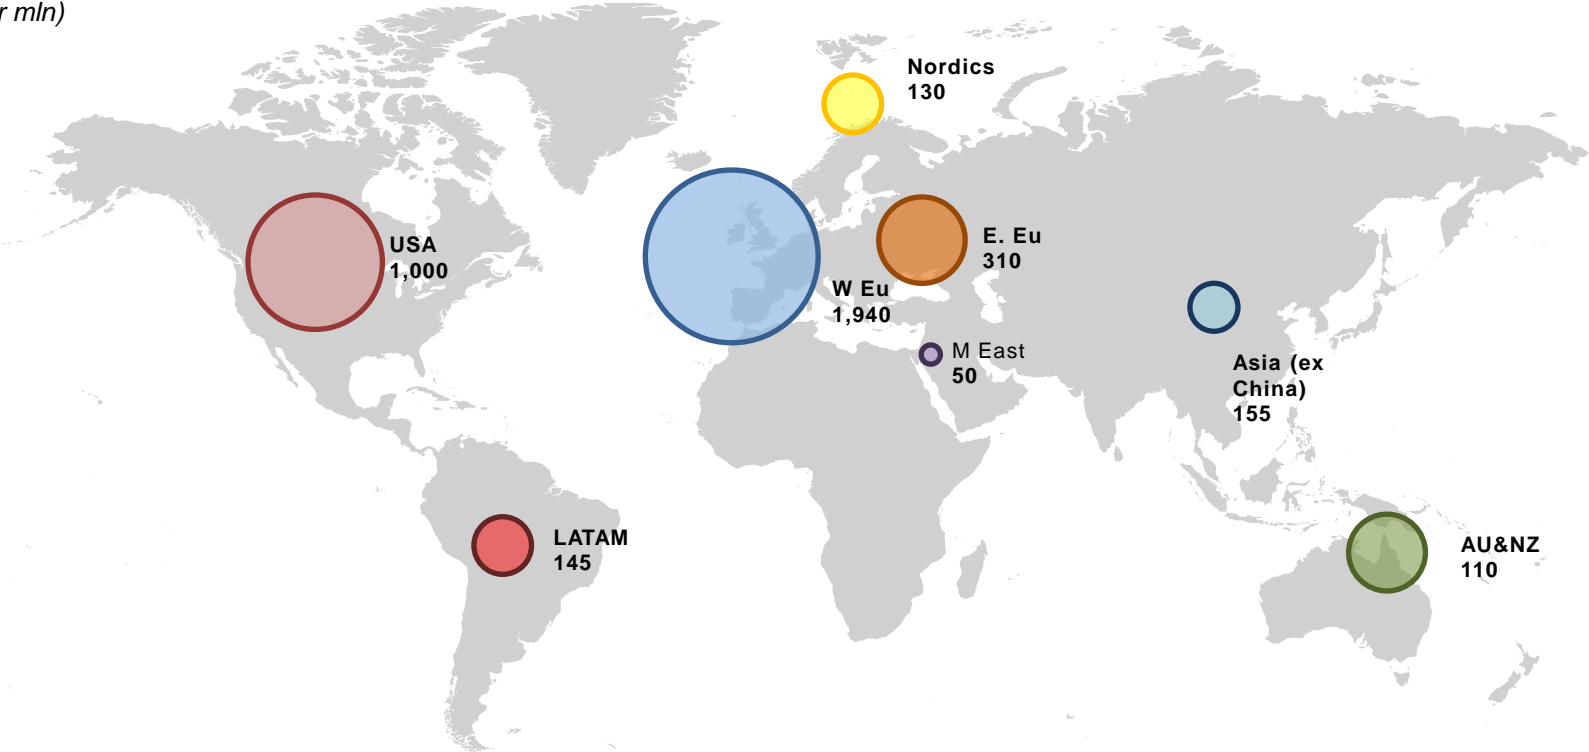 r mln)
Nordics
130
USA
1,000
E. Eu
310
W Eu
1,940
M East
50
Asia (ex
China)
155
LATAM
145
AU&NZ
110